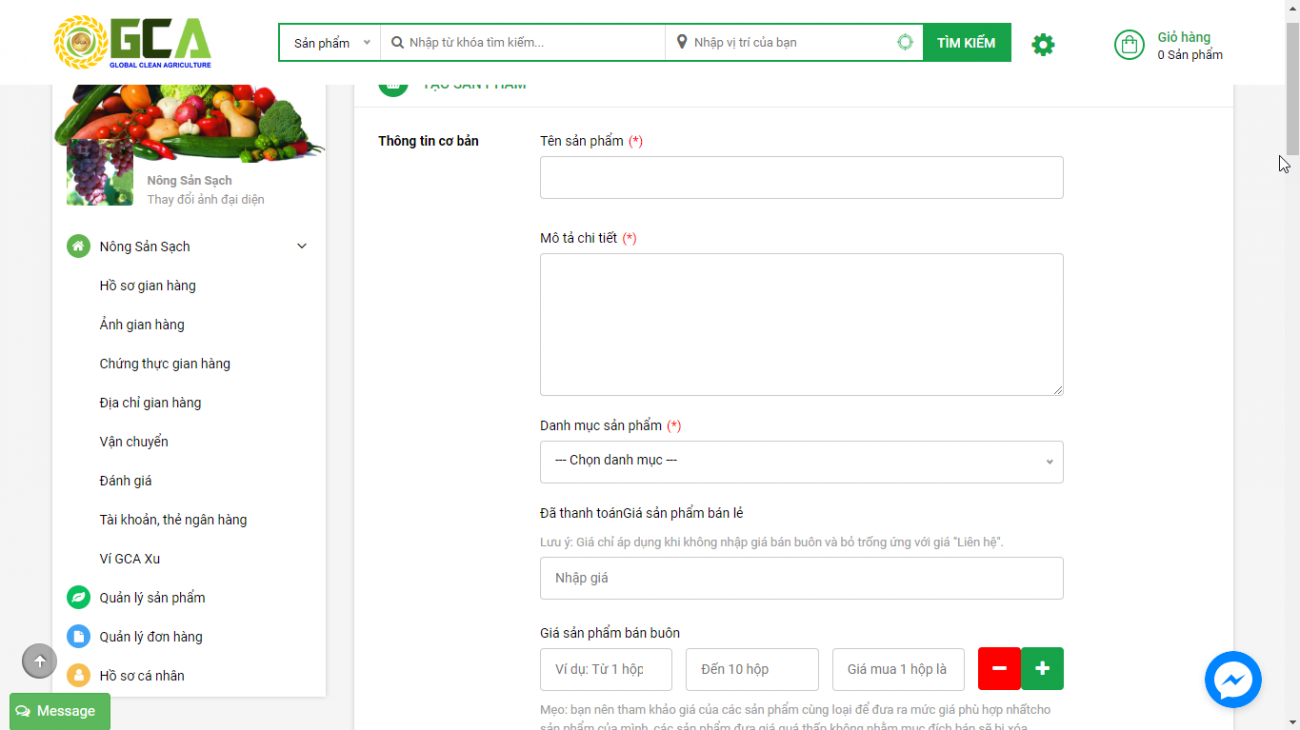 GCA
GLOBAL CLEAN AGRICULTURE
Sản phẩm
Nhập từ khóa tìm kiếm...
Nhập vị trí của bạn
TÌM KIẾM
Giỏ hàng
0 Sản phẩm
Nông Sản Sạch
Thay đổi ảnh đại diện
Nông Sản Sạch
Hồ sơ gian hàng
Ảnh gian hàng
Chứng thực gian hàng
Địa chỉ gian hàng
Vận chuyển
Đánh giá
Tài khoản, thẻ ngân hàng
Ví GCA Xu
Quản lý sản phẩm
Quản lý đơn hàng
Hồ sơ cá nhân
Message
TẠO SẢN PHẨM
Thông tin cơ bản
Tên sản phẩm (*)
Mô tả chi tiết (*)
Danh mục sản phẩm (*)
--- Chọn danh mục ---
Đã thanh toánGiá sản phẩm bán lẻ
Lưu ý: Giá chỉ áp dụng khi không nhập giá bán buôn và bỏ trống ứng với giá "Liên hệ".
Nhập giá
Giá sản phẩm bán buôn
Ví dụ: Từ 1 hộp
Đến 10 hộp
Giá mua 1 hộp là
Mẹo: bạn nên tham khảo giá của các sản phẩm cùng loại để đưa ra mức giá phù hợp nhấtcho
sản phẩm của mình, các sản phẩm đưa giá quá thấp không nhằm mục đích bán sẽ bị xóa